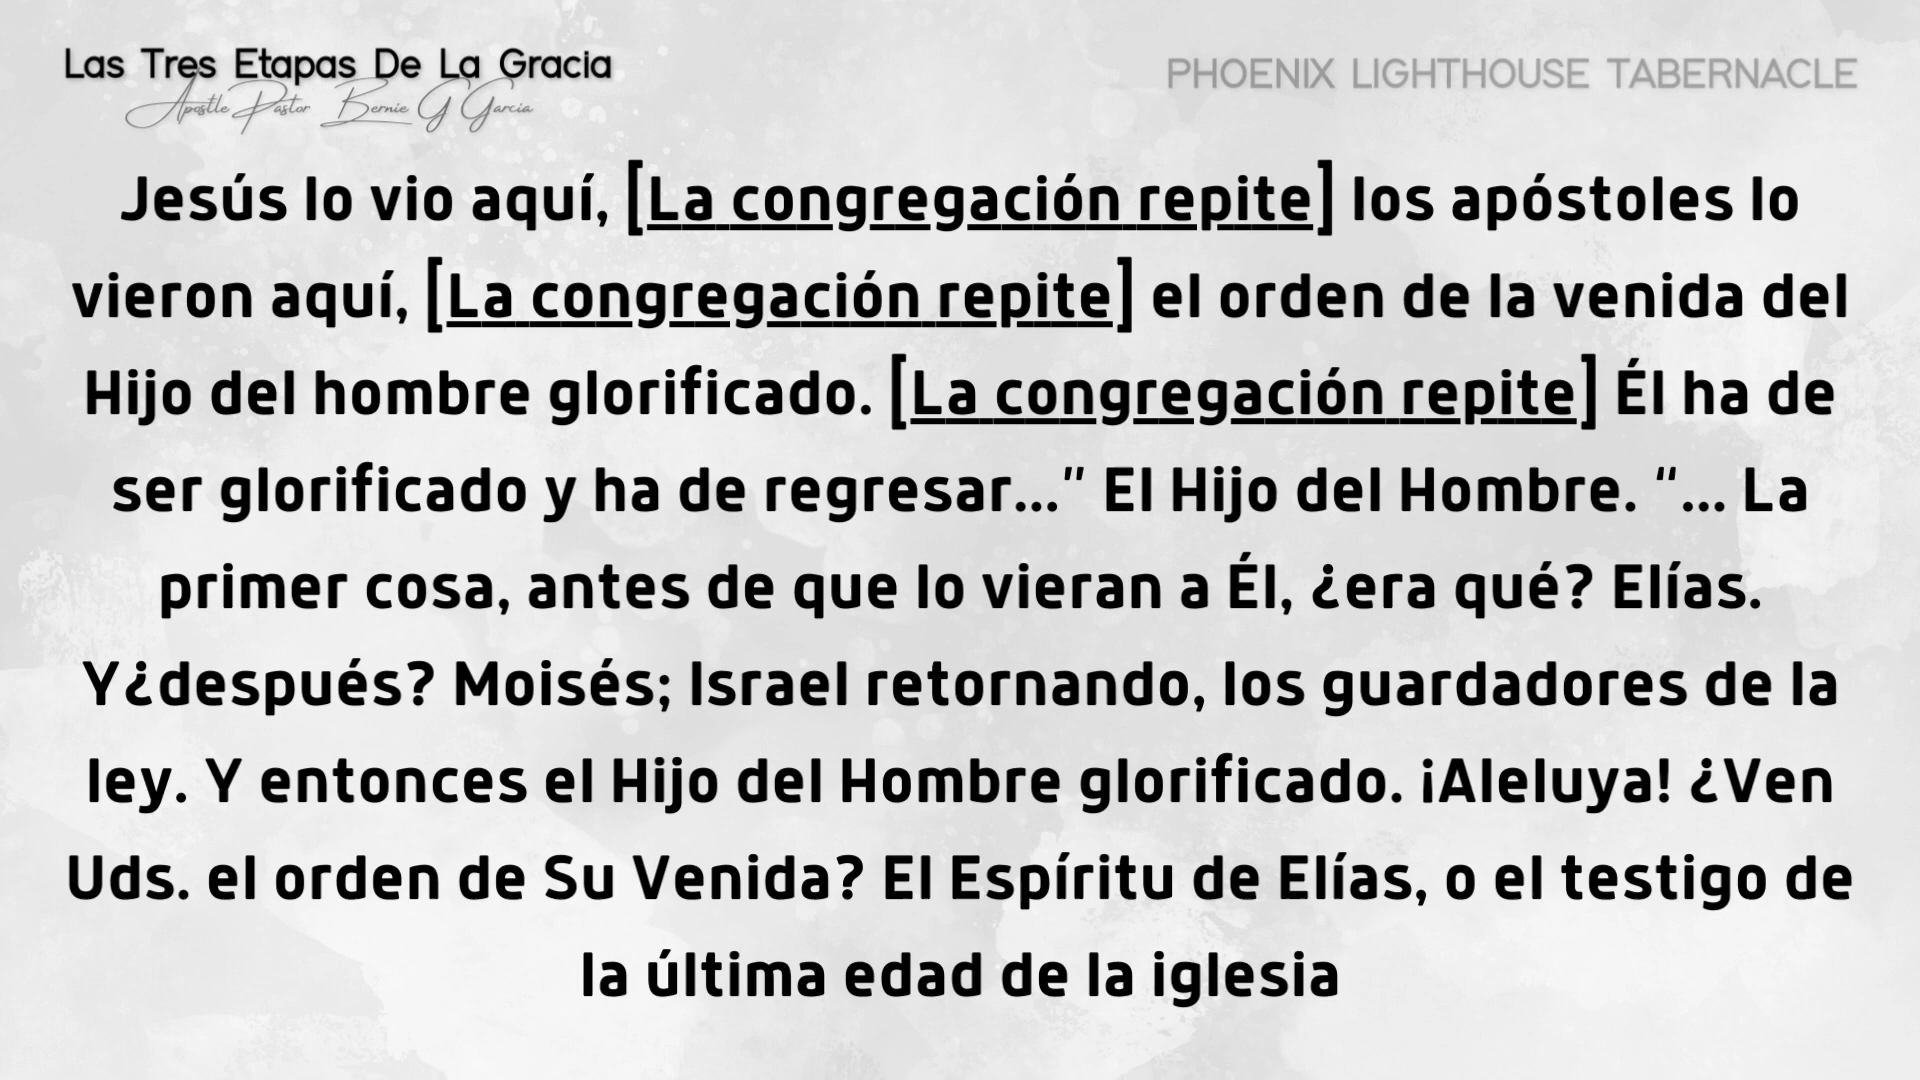 Las Tres Etapas De La Gracia
Apostle Pastor Bernie G Garcia
PHOENIX LIGHTHOUSE TABERNACLE
Jesús lo vio aquí, [La congregación repite] los apóstoles lo
vieron aquí, [La congregación repite] el orden de la venida del
Hijo del hombre glorificado. [La congregación repite] Él ha de
ser glorificado y ha de regresar...” El Hijo del Hombre. “... La
primer cosa, antes de que lo vieran a Él, ¿era qué? Elías.
Y¿después? Moisés; Israel retornando, los guardadores de la
ley. Y entonces el Hijo del Hombre glorificado. ¡Aleluya! ¿Ven
Uds. el orden de Su Venida? El Espíritu de Elías, o el testigo de
la última edad de la iglesia